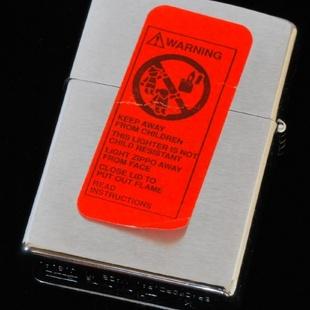 WARNING
KEEP AWAY
FROM CHILDREN
THIS LIGHTER IS NOT
CHILD RESISTANT
LIGHT ZIPPO AWAY
FROM FACE
CLOSE LID TO
PUT OUT FLAME
READ
INSTRUCTIONS